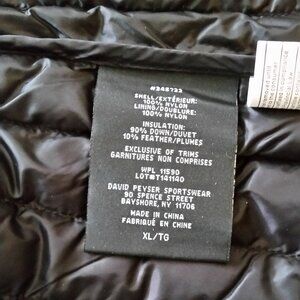 #248722
SHELL/EXTÉRIEUR:
100% NYLON
LINING/DOUBLURE:
100% NYLON
INSULATION:
90% DOWN/DUVET
10% FEATHER/PLUMES
EXCLUSIVE OF TRIMS
GARNITURES NON COMPRISES
WPL 11590
LOT#T141140
DAVID PEYSER SPORTSWEAR
90 SPENCE STREET
BAYSHORE, NY 11706
MADE IN CHINA
FABRIQUÉ EN CHINE
XL/TG